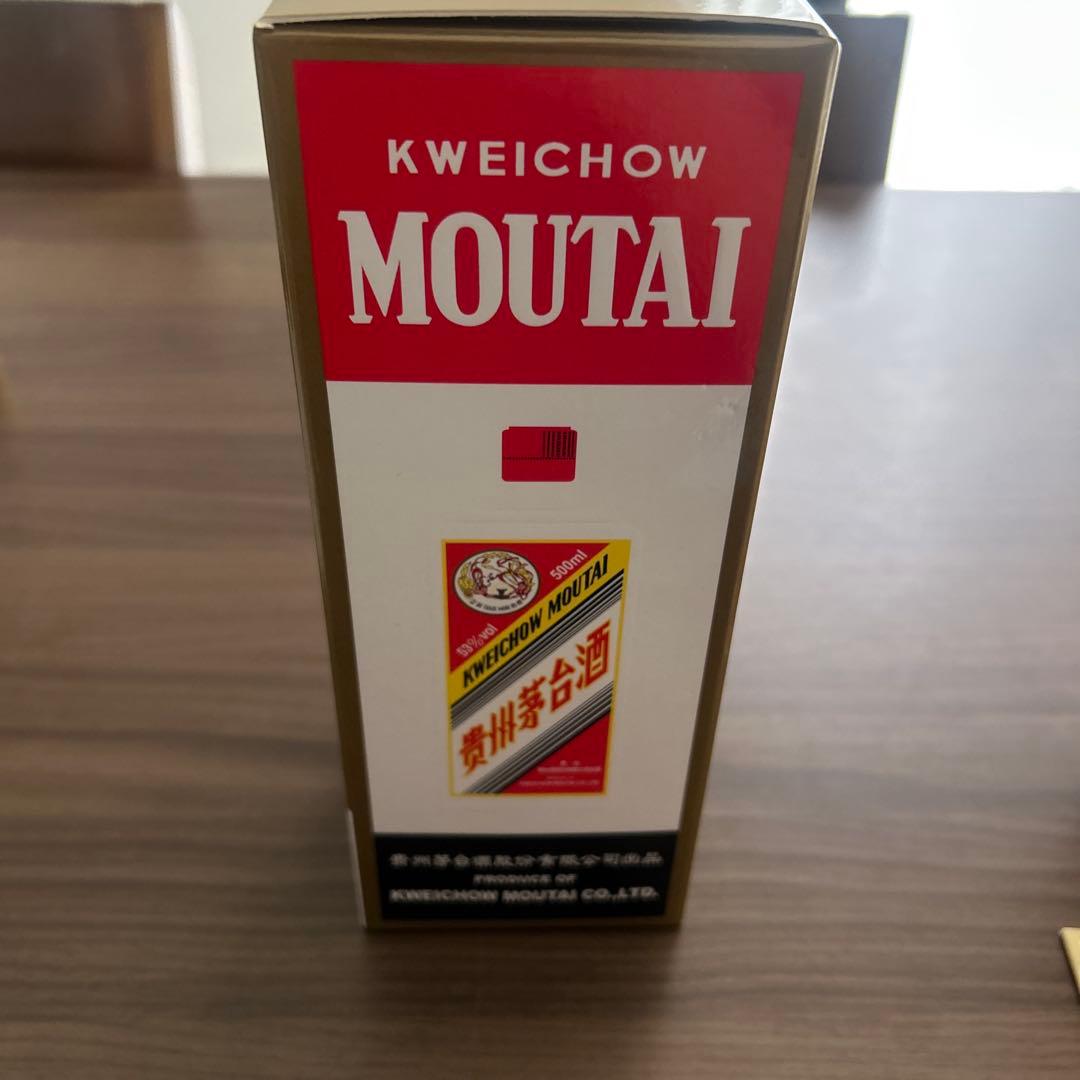 KWEICHOW
MOUTAI
500ml
53%vol
KWEICHOW MOUTAI
贵州茅台酒
貴州茅台酒股份有限公司出品
PRODUCE OF
KWEICHOW MOUTAI CO., LTD.